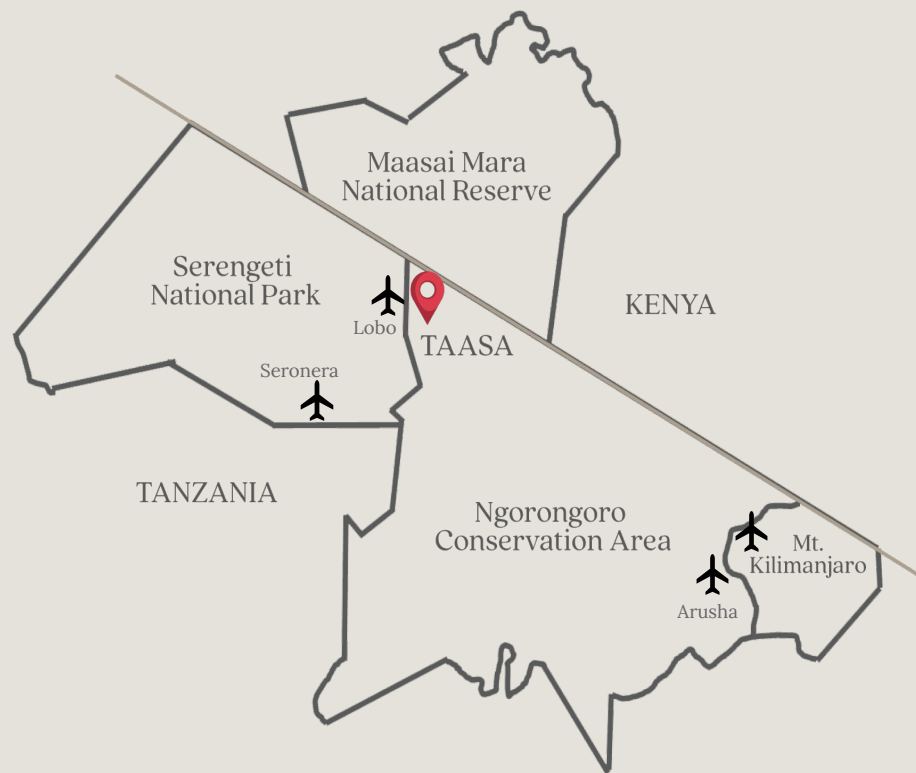 Maasai Mara
National Reserve
Serengeti
National Park
KENYA
Lobo
TAASA
Seronera
TANZANIA
Ngorongoro
Conservation Area
Mt.
Kilimanjaro
Arusha